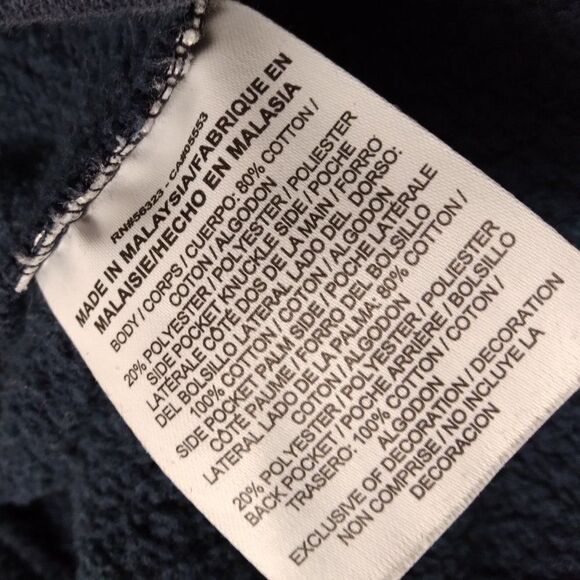 RN#56323 - CA#05553
MADE IN MALAYSIA/FABRIQUE EN
MALAISIE/HECHO EN MALASIA
BODY / CORPS / CUERPO: 80% COTTON /
COTON / ALGODON
20% POLYESTER / POLYESTER / POLIESTER
SIDE POCKET KNUCKLE SIDE / POCHE
LATÉRALE CÔTÉ DOS DE LA MAIN / FORRO
DEL BOLSILLO LATERAL LADO DEL DORSO:
100% COTTON / COTON / ALGODON
SIDE POCKET PALM SIDE / POCHE LATERALE
CÔTÉ PAUME / FORRO DEL BOLSILLO
LATERAL LADO DE LA PALMA: 80% COTTON /
COTON / ALGODON
20% POLYESTER / POLYESTER / POLIESTER
BACK POCKET / POCHE ARRIÈRE / BOLSILLO
TRASERO: 100% COTTON / COTON /
ALGODON
EXCLUSIVE OF DECORATION / DECORATION
NON COMPRISE / NO INCLUYE LA
DECORACION